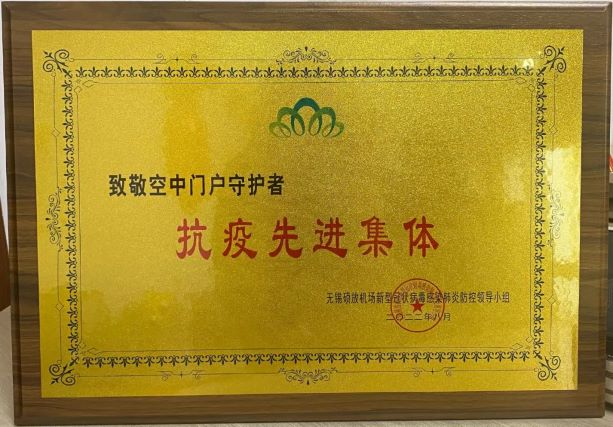 致敬空中门户守护者
抗疫先进集体
无锡硕放机场新型冠状病毒感染肺炎防控领导小组
二〇二二年八月